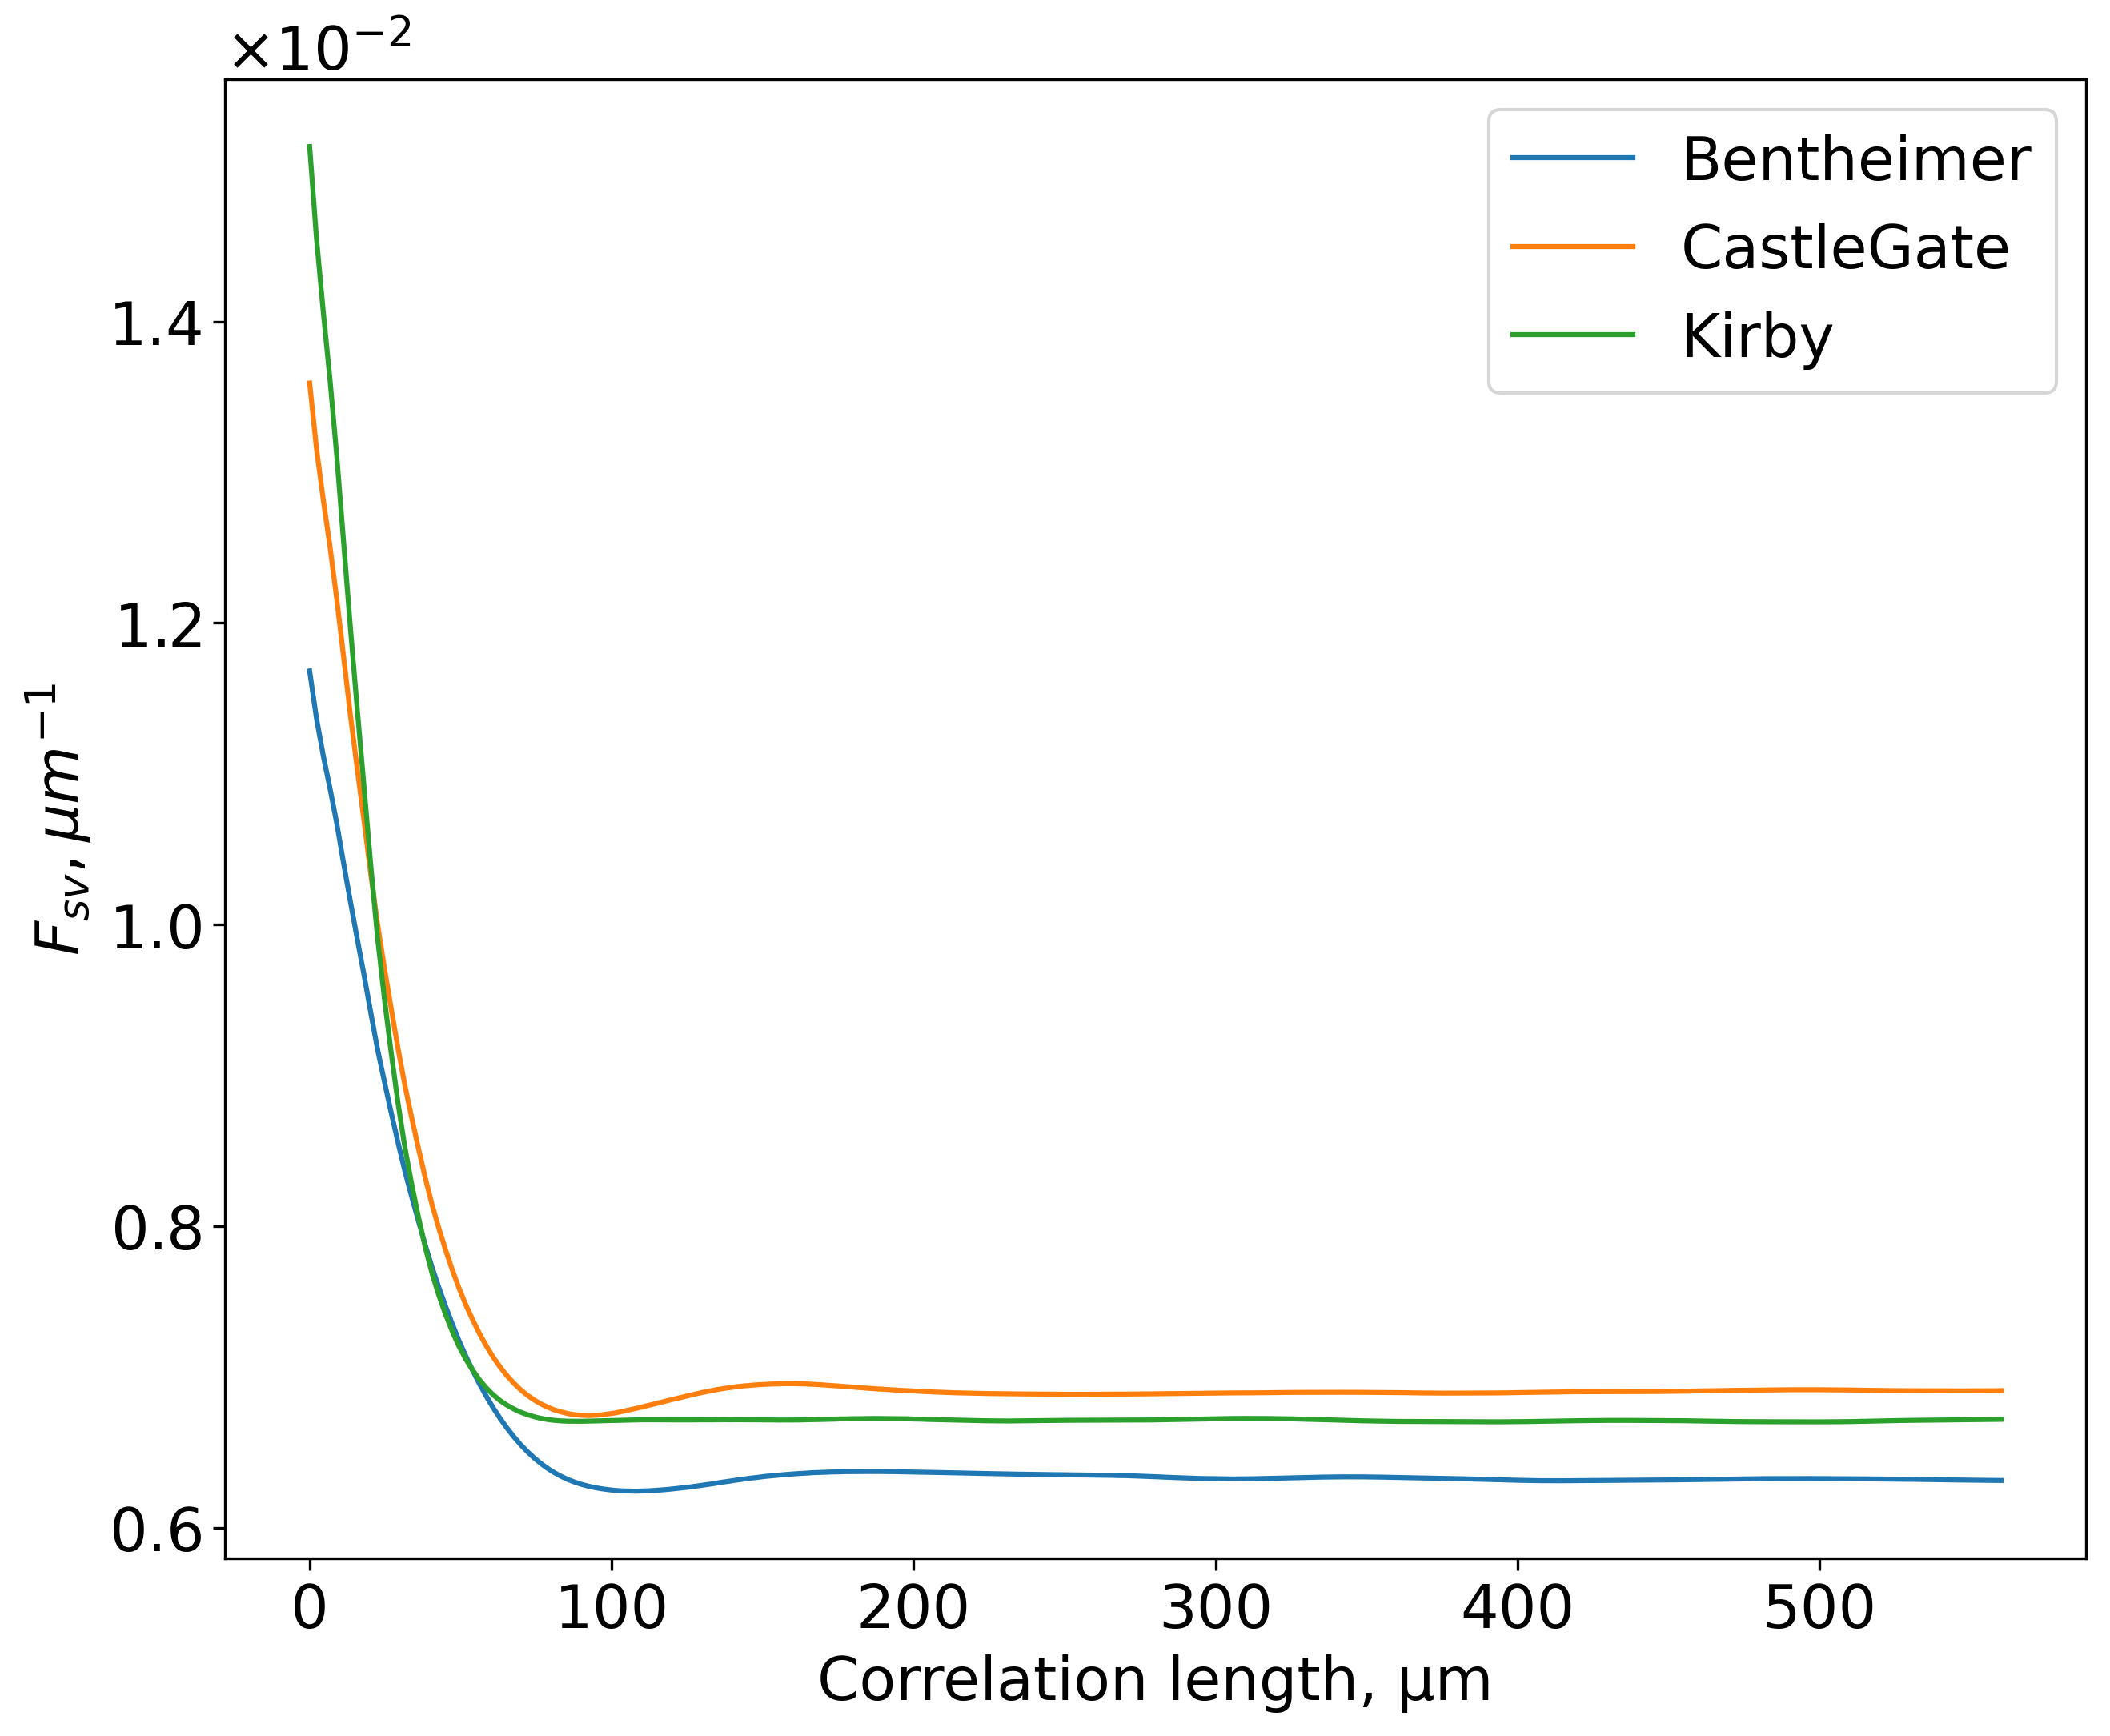 ×10⁻²
Bentheimer
CastleGate
Kirby
1.4
1.2
1.0
0.8
0.6
F_sv, μm⁻¹
0 100 200 300 400 500
Correlation length, μm